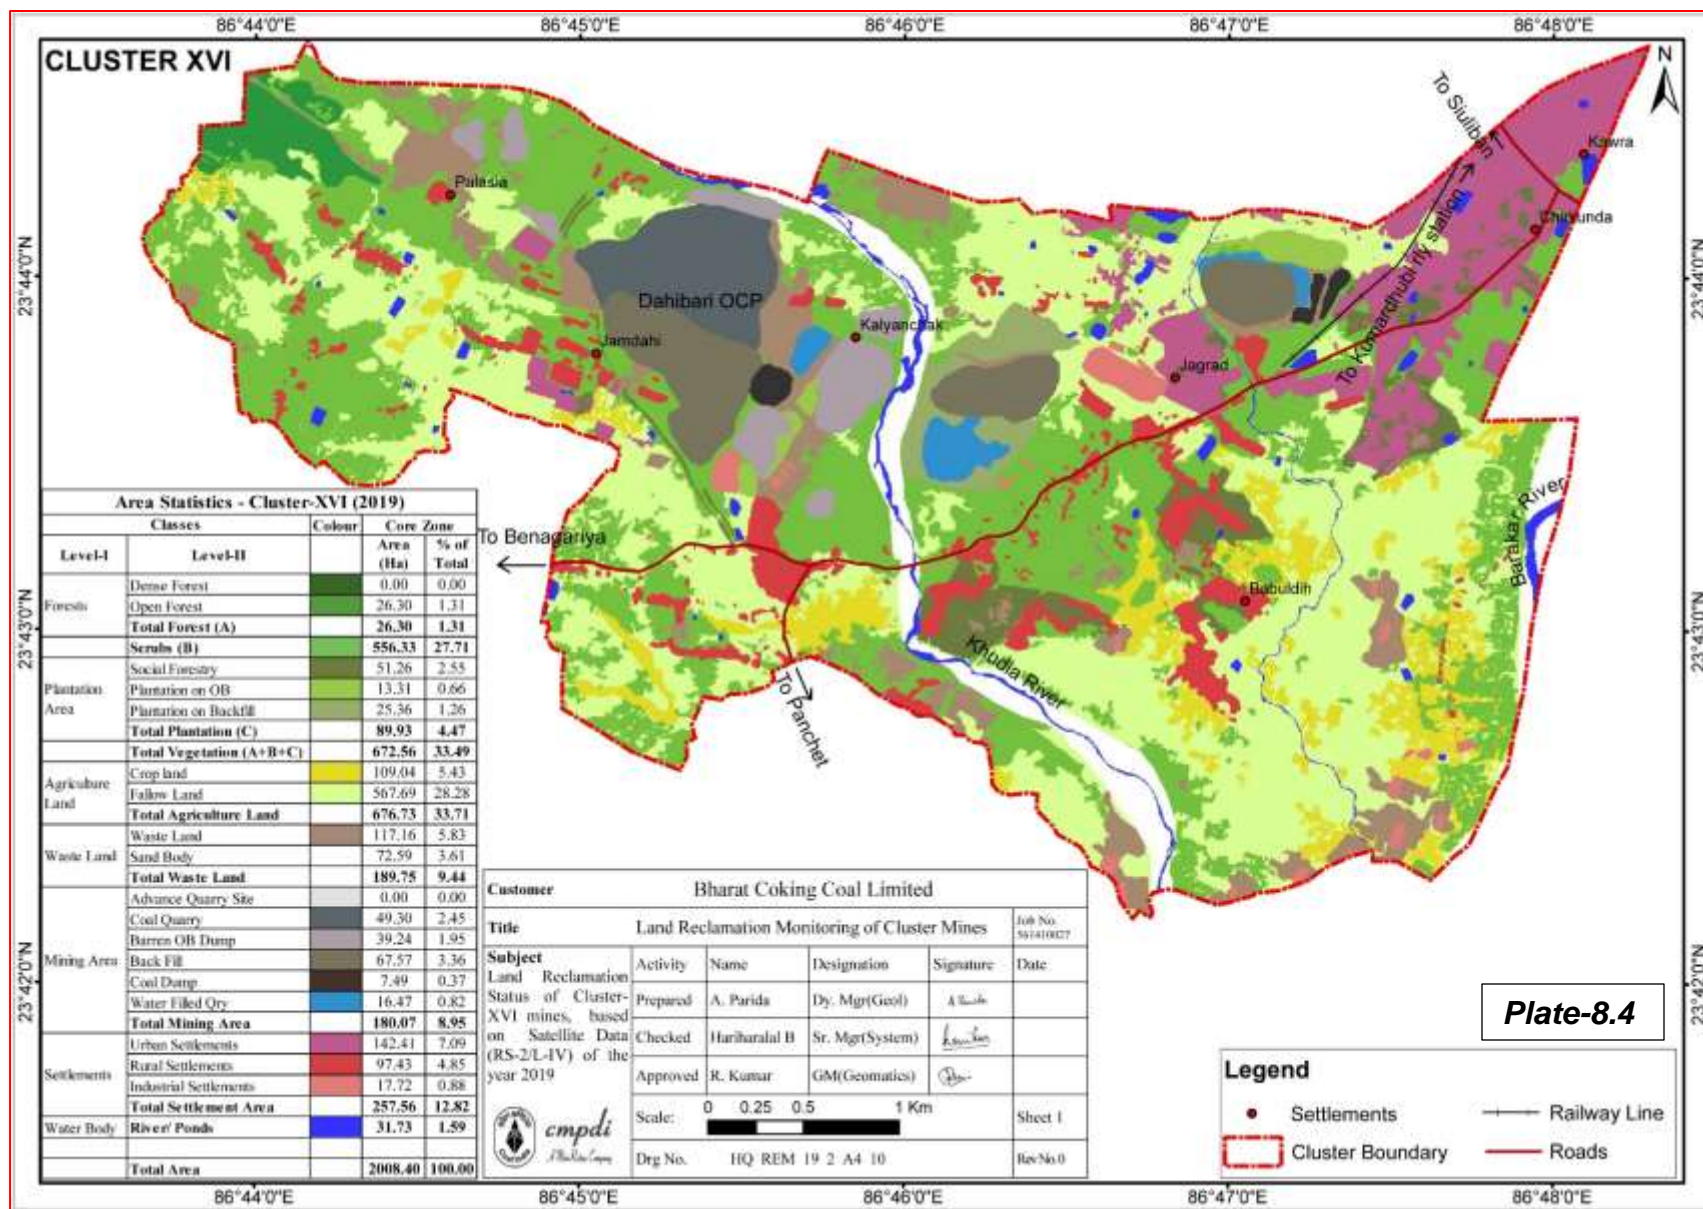 86°44'0"E 86°45'0"E 86°46'0"E 86°47'0"E 86°48'0"E
CLUSTER XVI
N
To Siuliban
Kawra
Palasia
To Kumardhubi rly station
Chirkunda
23°44'0"N
23°44'0"N
Dahibari OCP
Kalyanchak
Jamdahi
Jagrad
Barakar River
To Benagariya
Babuldih
23°43'0"N
23°43'0"N
Khudia River
To Panchet
Area Statistics - Cluster-XVI (2019)
Classes Colour Core Zone
Level-I Level-II Area (Ha) % of Total
Forests
Dense Forest 0.00 0.00
Open Forest 26.30 1.31
Total Forest (A) 26.30 1.31
Scrubs (B) 556.33 27.71
Plantation Area
Social Forestry 51.26 2.55
Plantation on OB 13.31 0.66
Plantation on Backfill 25.36 1.26
Total Plantation (C) 89.93 4.47
Total Vegetation (A+B+C) 672.56 33.49
Agriculture Land
Crop land 109.04 5.43
Fallow Land 567.69 28.28
Total Agriculture Land 676.73 33.71
Waste Land
Waste Land 117.16 5.83
Sand Body 72.59 3.61
Total Waste Land 189.75 9.44
Mining Area
Advance Quarry Site 0.00 0.00
Coal Quarry 49.30 2.45
Barren OB Dump 39.24 1.95
Back Fill 67.57 3.36
Coal Dump 7.49 0.37
Water Filled Qry 16.47 0.82
Total Mining Area 180.07 8.95
Settlements
Urban Settlements 142.41 7.09
Rural Settlements 97.43 4.85
Industrial Settlements 17.72 0.88
Total Settlement Area 257.56 12.82
Water Body River/ Ponds 31.73 1.59
Total Area 2008.40 100.00
23°42'0"N
23°42'0"N
Customer Bharat Coking Coal Limited
Title Land Reclamation Monitoring of Cluster Mines
Job No. 561410027
Subject
Land Reclamation
Status of Cluster-
XVI mines, based
on Satellite Data
(RS-2/L-IV) of the
year 2019
Activity Name Designation Signature Date
Prepared A. Parida Dy. Mgr(Geol)
Checked Hariharalal B Sr. Mgr(System)
Approved R. Kumar GM(Geomatics)
cmpdi
Scale: 0 0.25 0.5 1 Km
Sheet 1
Drg No. HQ REM 19 2 A4 10
Rev No.0
Plate-8.4
Legend
Settlements
Railway Line
Cluster Boundary
Roads
86°44'0"E 86°45'0"E 86°46'0"E 86°47'0"E 86°48'0"E